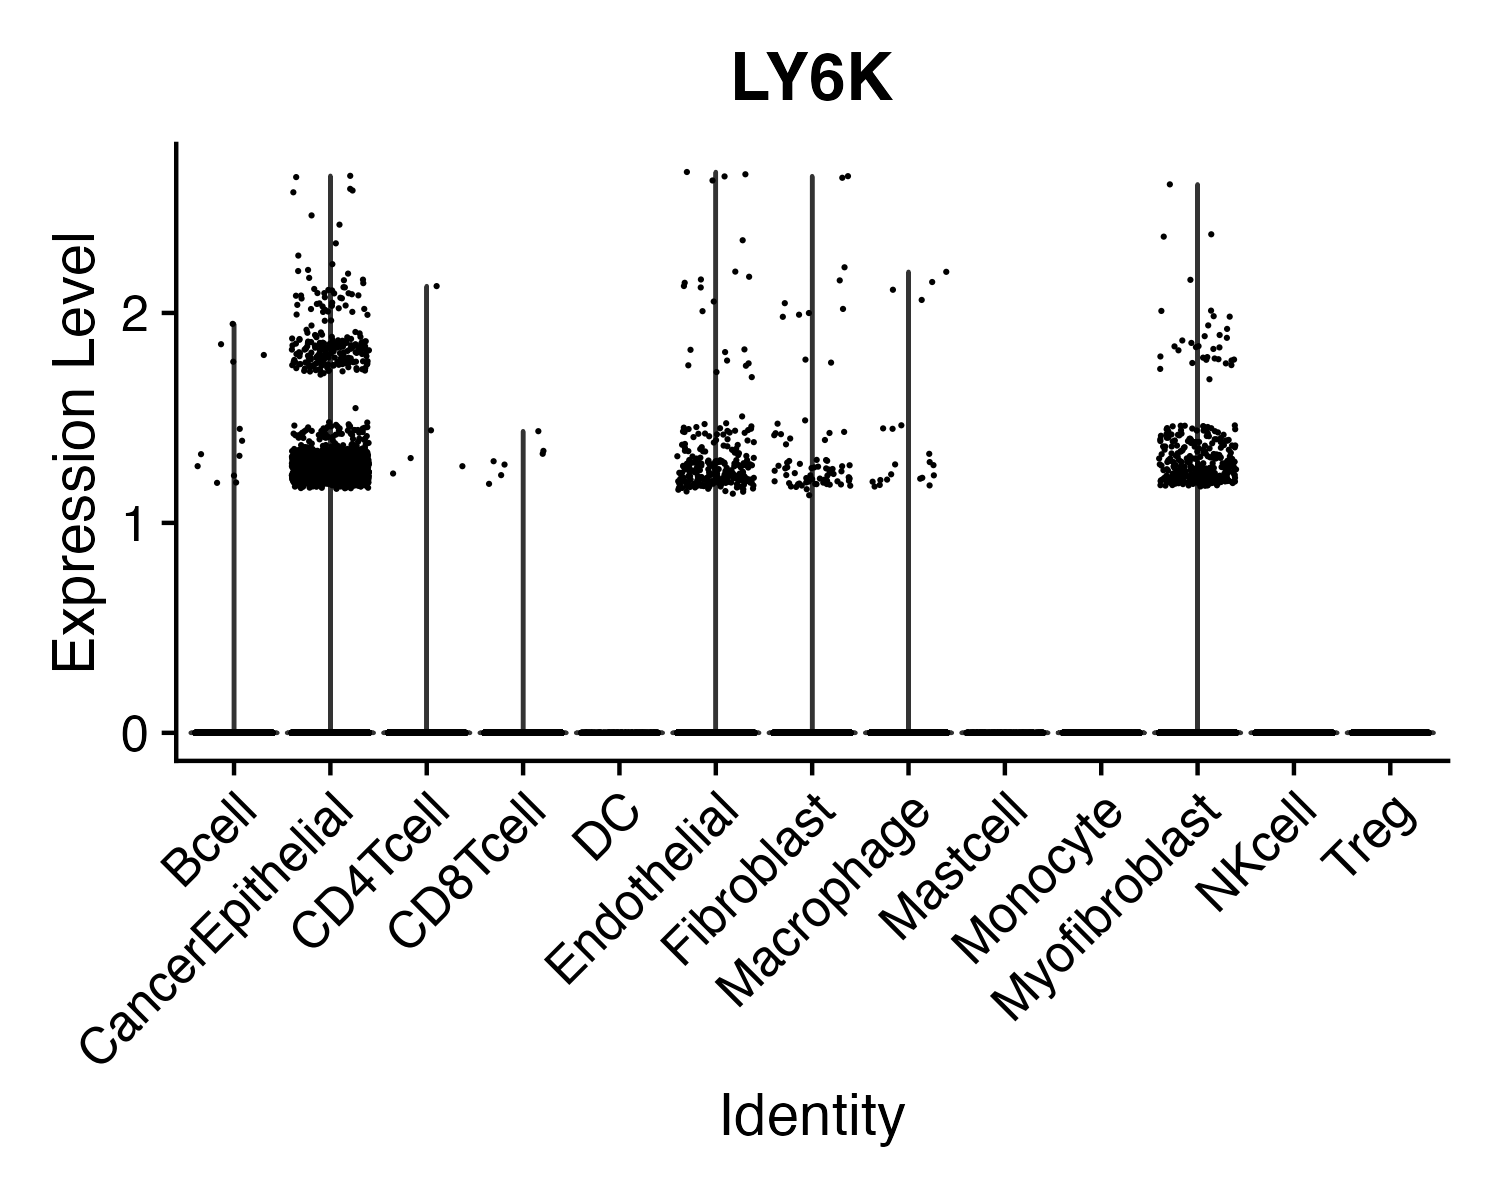 LY6K
Expression Level
2
1
0
Bcell
CancerEpithelial
CD4Tcell
CD8Tcell
DC
Endothelial
Fibroblast
Macrophage
Mastcell
Monocyte
Myofibroblast
NKcell
Treg
Identity